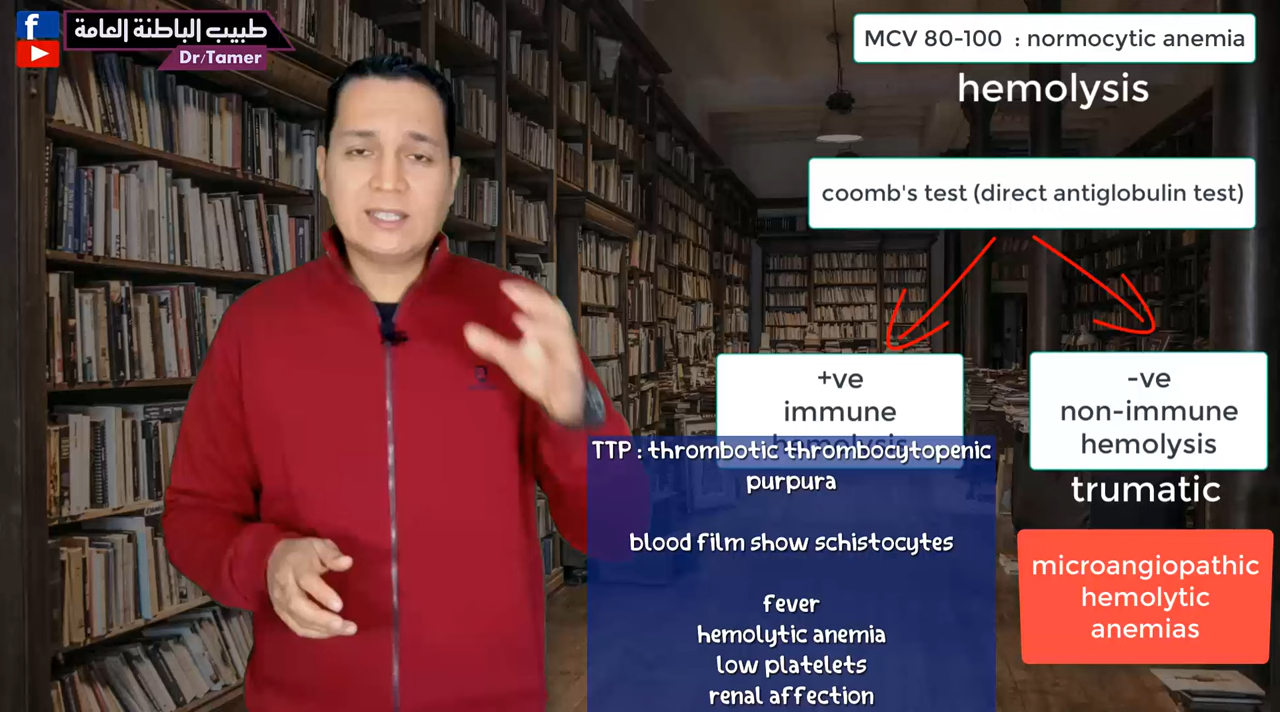 f
طبيب الباطنة العامة
Dr/Tamer
MCV 80-100 : normocytic anemia
hemolysis
coomb's test (direct antiglobulin test)
+ve
immune
hemolysis
-ve
non-immune
hemolysis
trumatic
microangiopathic
hemolytic
anemias
TTP : thrombotic thrombocytopenic
purpura
blood film show schistocytes
fever
hemolytic anemia
low platelets
renal affection